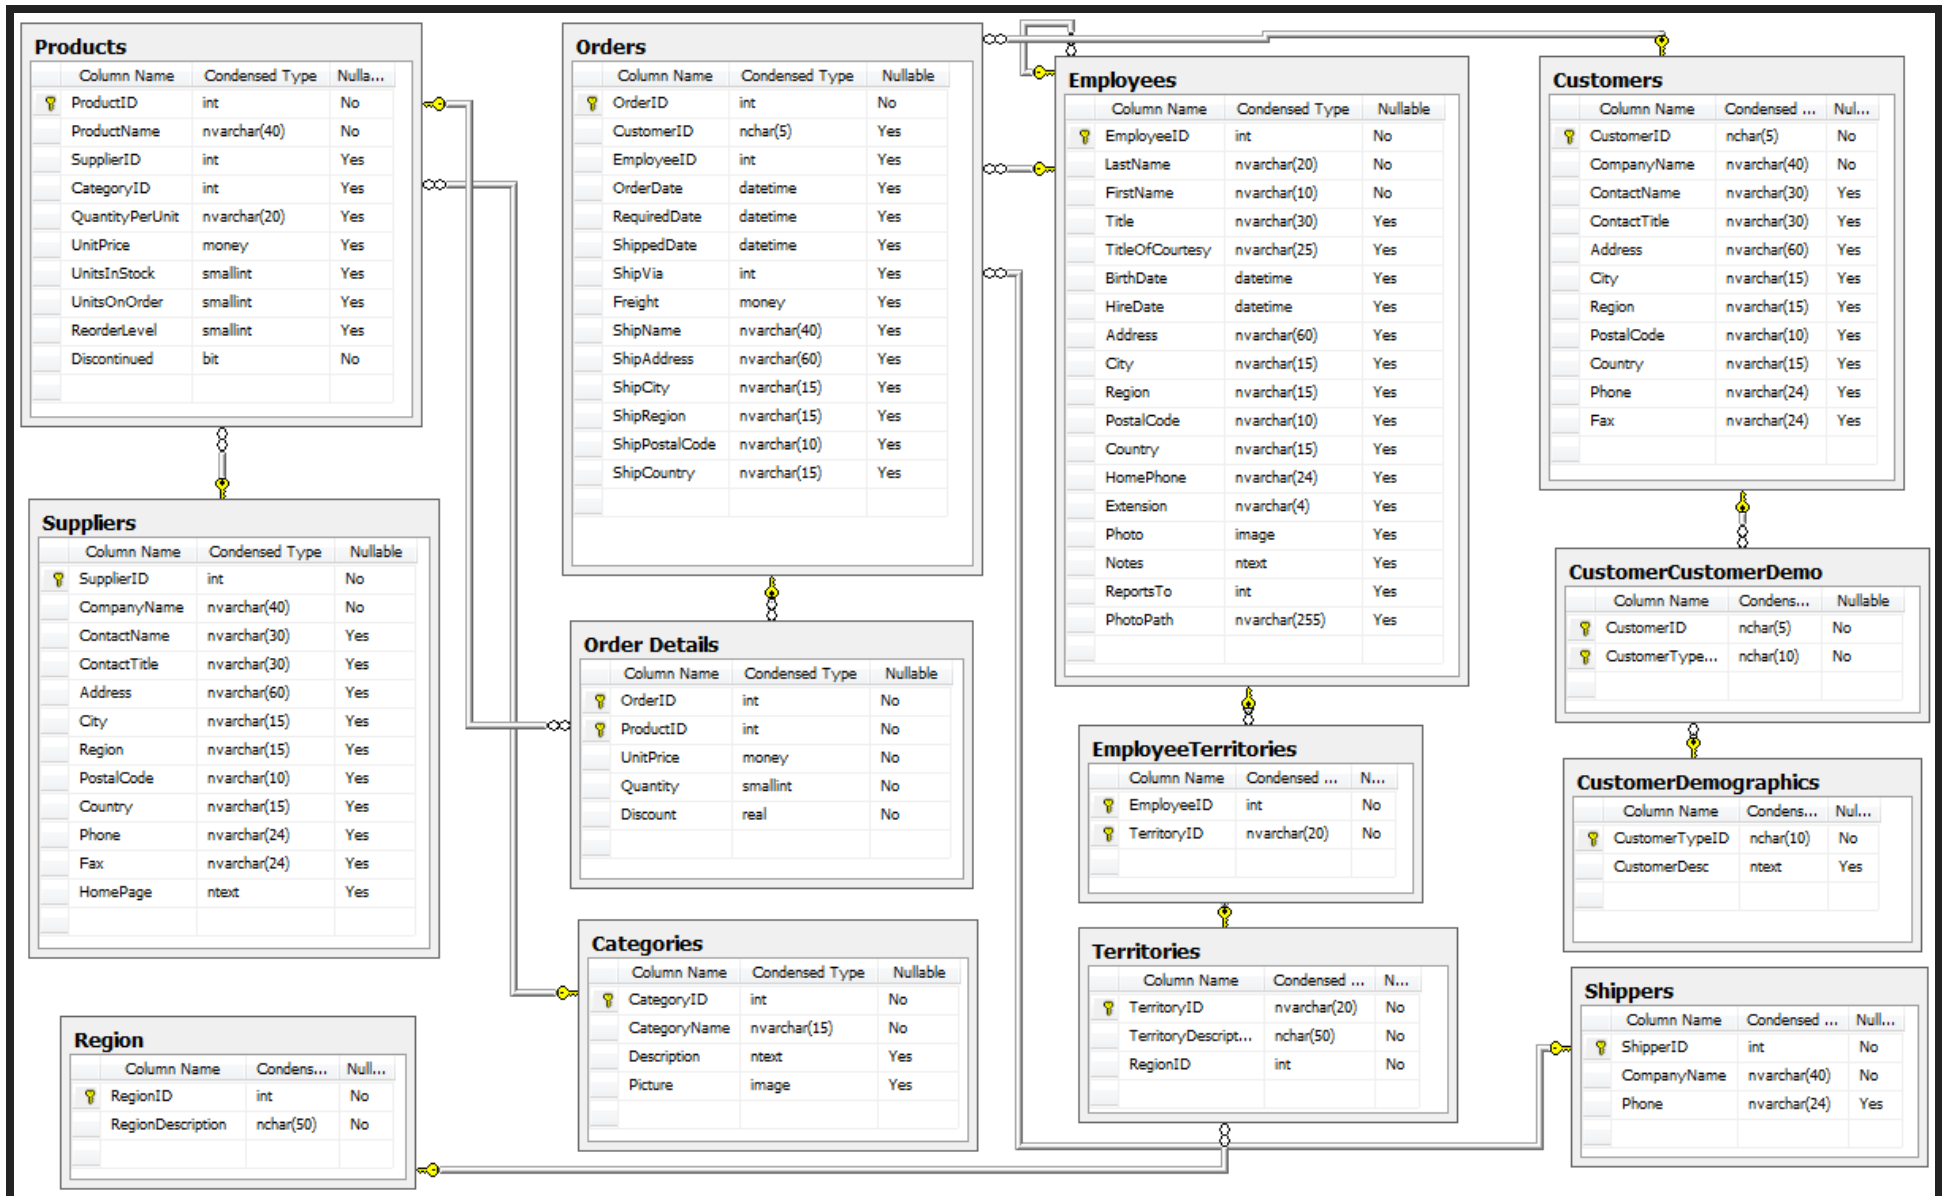 Products
Column Name Condensed Type Nulla...
ProductID int No
ProductName nvarchar(40) No
SupplierID int Yes
CategoryID int Yes
QuantityPerUnit nvarchar(20) Yes
UnitPrice money Yes
UnitsInStock smallint Yes
UnitsOnOrder smallint Yes
ReorderLevel smallint Yes
Discontinued bit No
Suppliers
Column Name Condensed Type Nullable
SupplierID int No
CompanyName nvarchar(40) No
ContactName nvarchar(30) Yes
ContactTitle nvarchar(30) Yes
Address nvarchar(60) Yes
City nvarchar(15) Yes
Region nvarchar(15) Yes
PostalCode nvarchar(10) Yes
Country nvarchar(15) Yes
Phone nvarchar(24) Yes
Fax nvarchar(24) Yes
HomePage ntext Yes
Region
Column Name Condens... Null...
RegionID int No
RegionDescription nchar(50) No
Orders
Column Name Condensed Type Nullable
OrderID int No
CustomerID nchar(5) Yes
EmployeeID int Yes
OrderDate datetime Yes
RequiredDate datetime Yes
ShippedDate datetime Yes
ShipVia int Yes
Freight money Yes
ShipName nvarchar(40) Yes
ShipAddress nvarchar(60) Yes
ShipCity nvarchar(15) Yes
ShipRegion nvarchar(15) Yes
ShipPostalCode nvarchar(10) Yes
ShipCountry nvarchar(15) Yes
Order Details
Column Name Condensed Type Nullable
OrderID int No
ProductID int No
UnitPrice money No
Quantity smallint No
Discount real No
Categories
Column Name Condensed Type Nullable
CategoryID int No
CategoryName nvarchar(15) No
Description ntext Yes
Picture image Yes
Employees
Column Name Condensed Type Nullable
EmployeeID int No
LastName nvarchar(20) No
FirstName nvarchar(10) No
Title nvarchar(30) Yes
TitleOfCourtesy nvarchar(25) Yes
BirthDate datetime Yes
HireDate datetime Yes
Address nvarchar(60) Yes
City nvarchar(15) Yes
Region nvarchar(15) Yes
PostalCode nvarchar(10) Yes
Country nvarchar(15) Yes
HomePhone nvarchar(24) Yes
Extension nvarchar(4) Yes
Photo image Yes
Notes ntext Yes
ReportsTo int Yes
PhotoPath nvarchar(255) Yes
EmployeeTerritories
Column Name Condensed ... N...
EmployeeID int No
TerritoryID nvarchar(20) No
Territories
Column Name Condensed ... N...
TerritoryID nvarchar(20) No
TerritoryDescript... nchar(50) No
RegionID int No
Customers
Column Name Condensed ... Nul...
CustomerID nchar(5) No
CompanyName nvarchar(40) No
ContactName nvarchar(30) Yes
ContactTitle nvarchar(30) Yes
Address nvarchar(60) Yes
City nvarchar(15) Yes
Region nvarchar(15) Yes
PostalCode nvarchar(10) Yes
Country nvarchar(15) Yes
Phone nvarchar(24) Yes
Fax nvarchar(24) Yes
CustomerCustomerDemo
Column Name Condens... Nullable
CustomerID nchar(5) No
CustomerType... nchar(10) No
CustomerDemographics
Column Name Condens... Nul...
CustomerTypeID nchar(10) No
CustomerDesc ntext Yes
Shippers
Column Name Condensed ... Null...
ShipperID int No
CompanyName nvarchar(40) No
Phone nvarchar(24) Yes